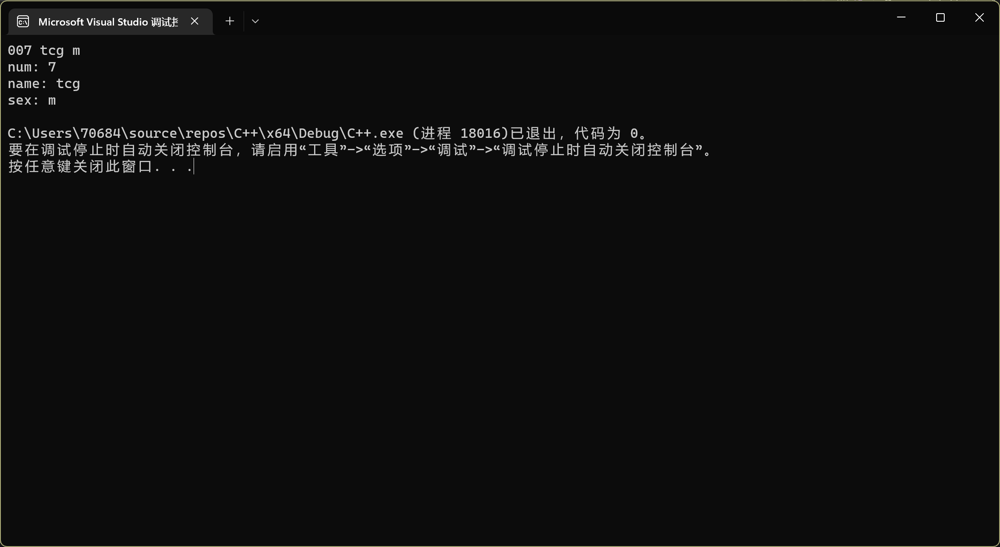 Microsoft Visual Studio 调试
007 tcg m
num: 7
name: tcg
sex: m
C:\Users\70684\source\repos\C++\x64\Debug\C++.exe (进程 18016)已退出，代码为 0。
要在调试停止时自动关闭控制台，请启用“工具”->“选项”->“调试”->“调试停止时自动关闭控制台”。
按任意键关闭此窗口. . .